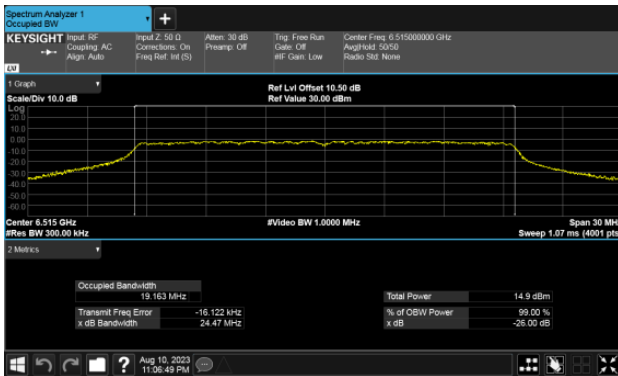 Spectrum Analyzer 1
Occupied BW
KEYSIGHT Input: RF Input Z: 50 Ω Atten: 30 dB Trig: Free Run Center Freq: 6.515000000 GHz
Coupling: AC Corrections: On Preamp: Off Gate: Off Avg|Hold: 50/50
Align: Auto Freq Ref: Int (S) #IF Gain: Low Radio Std: None
LXI
1 Graph
Ref Lvl Offset 10.50 dB
Scale/Div 10.0 dB Ref Value 30.00 dBm
Log
20.0
10.0
0.00
-10.0
-20.0
-30.0
-40.0
-50.0
-60.0
Center 6.515 GHz #Video BW 1.0000 MHz Span 30 MH
#Res BW 300.00 kHz Sweep 1.07 ms (4001 pts
2 Metrics
Occupied Bandwidth
19.163 MHz Total Power 14.9 dBm
Transmit Freq Error -16.122 kHz % of OBW Power 99.00 %
x dB Bandwidth 24.47 MHz x dB -26.00 dB
? Aug 10, 2023
11:06:49 PM